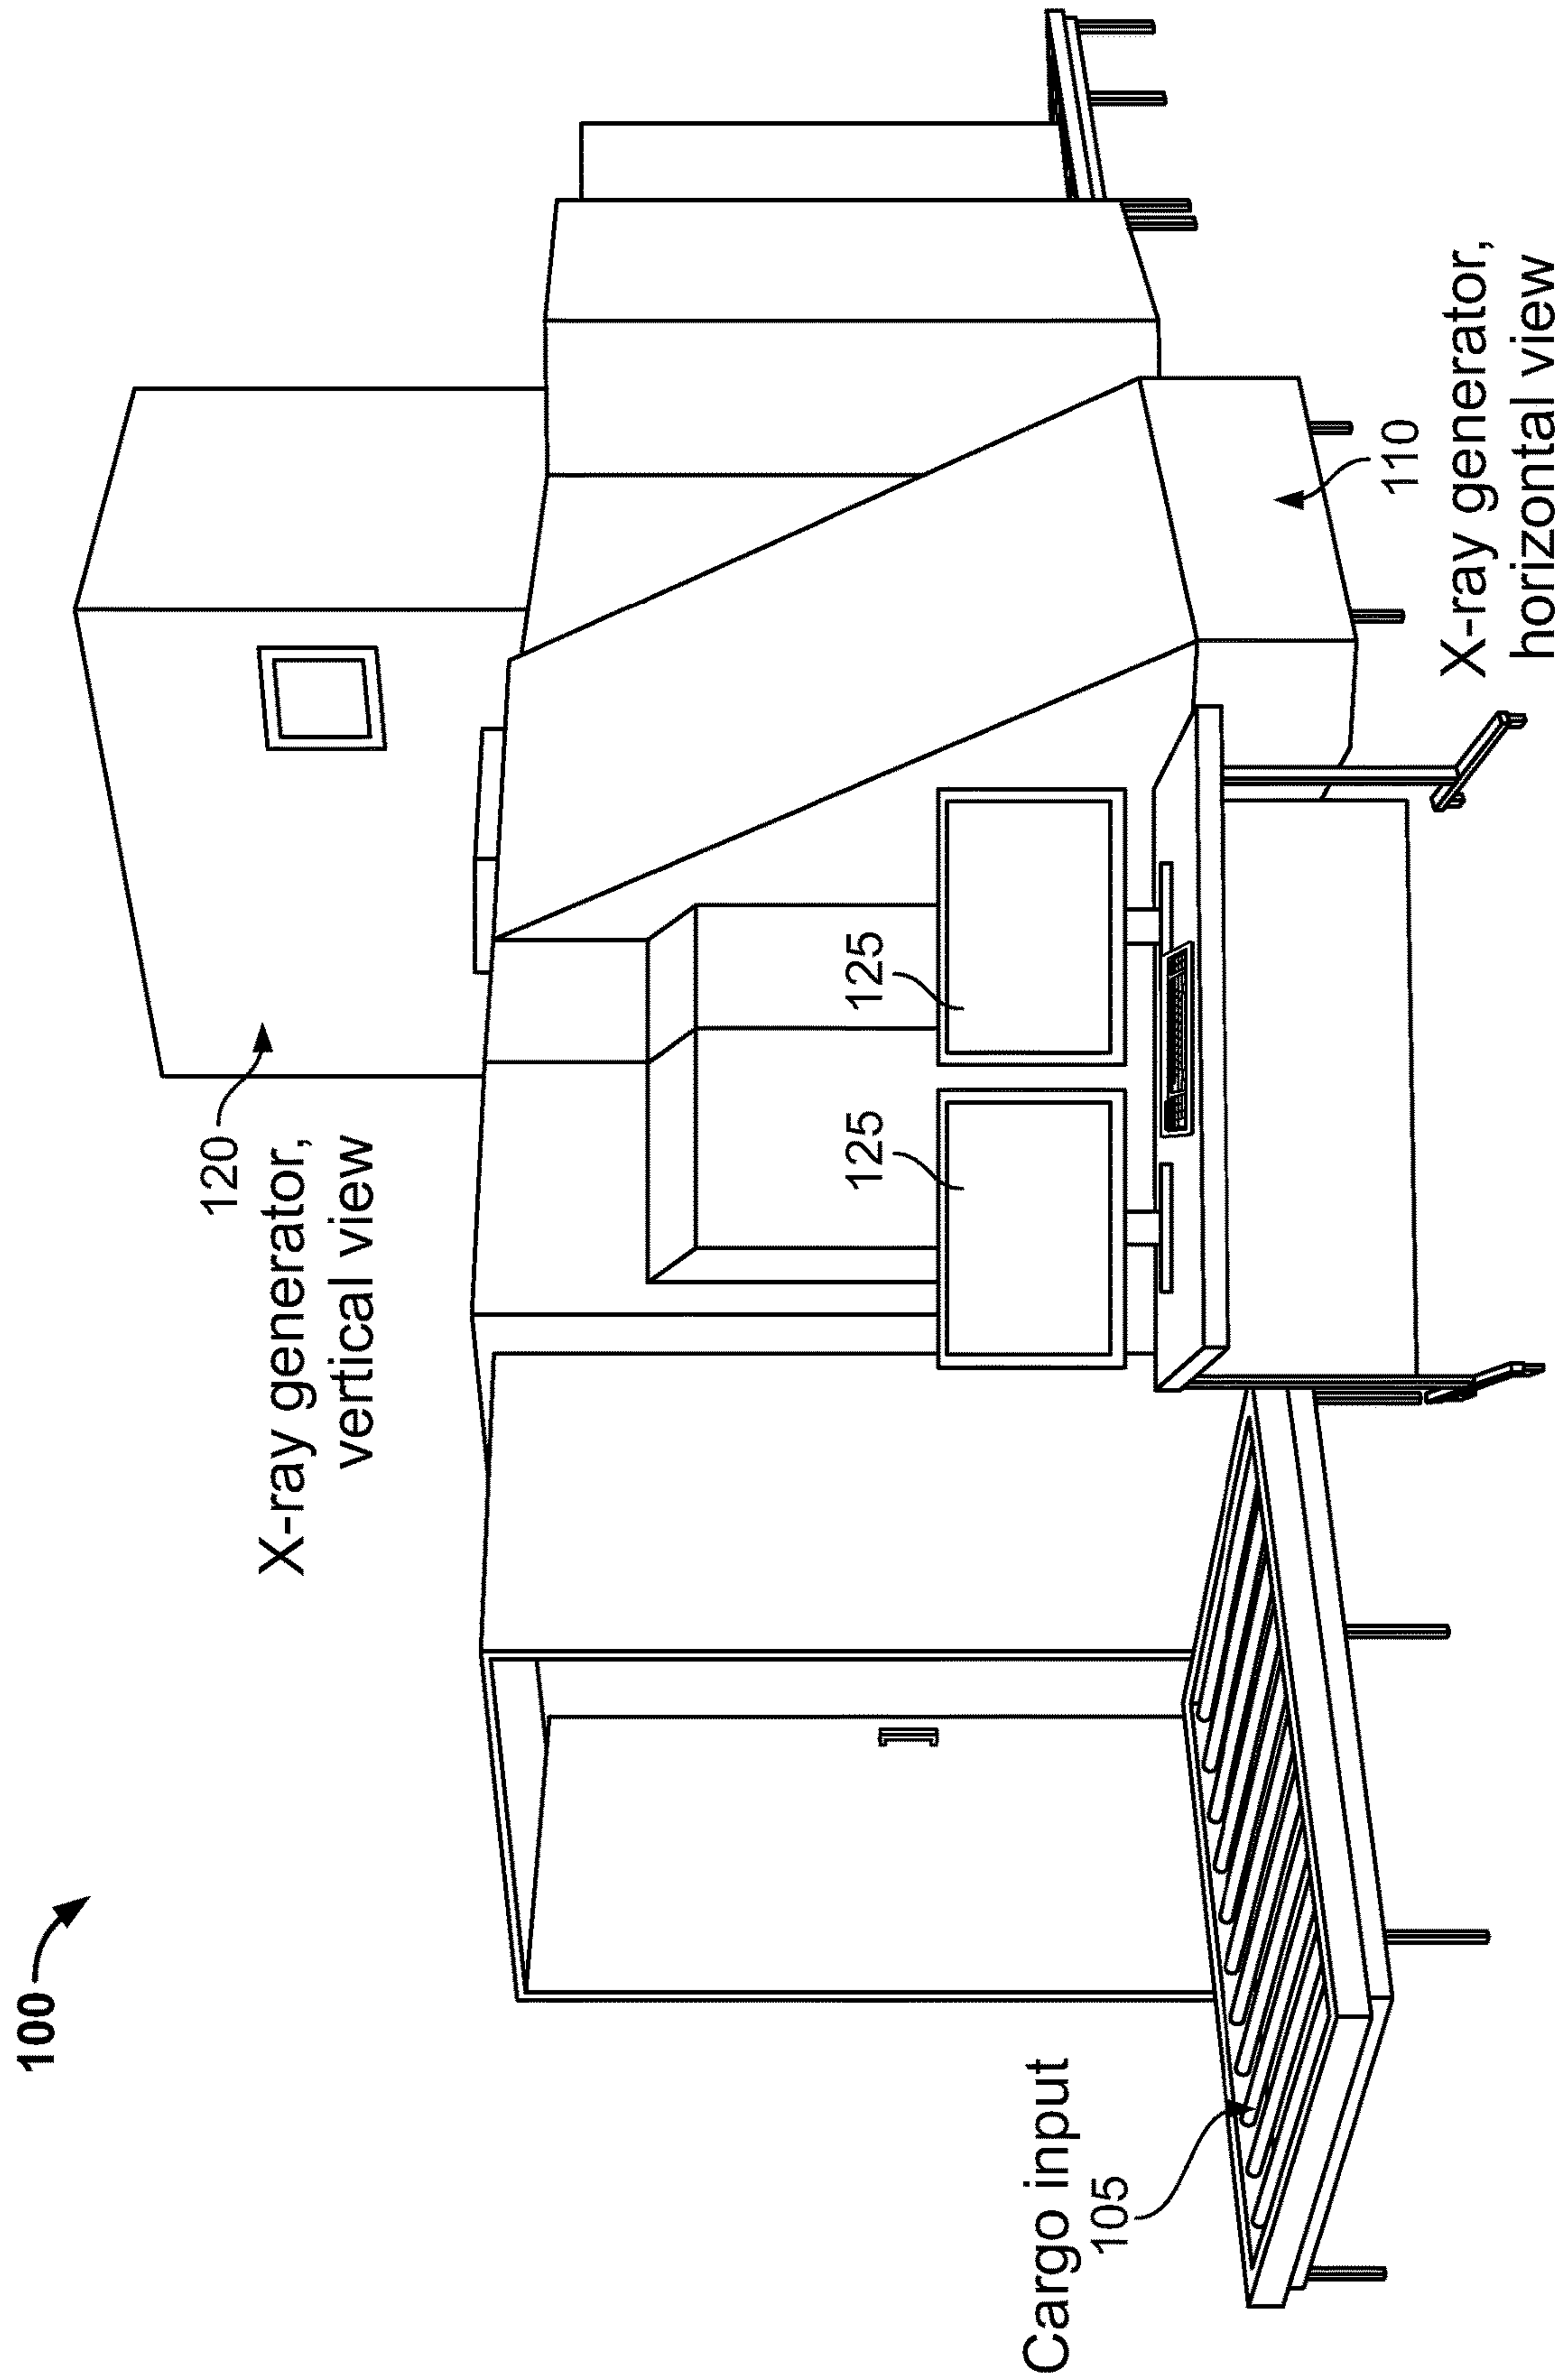 100
120
X-ray generator,
vertical view
125
125
Cargo input
105
110
X-ray generator,
horizontal view